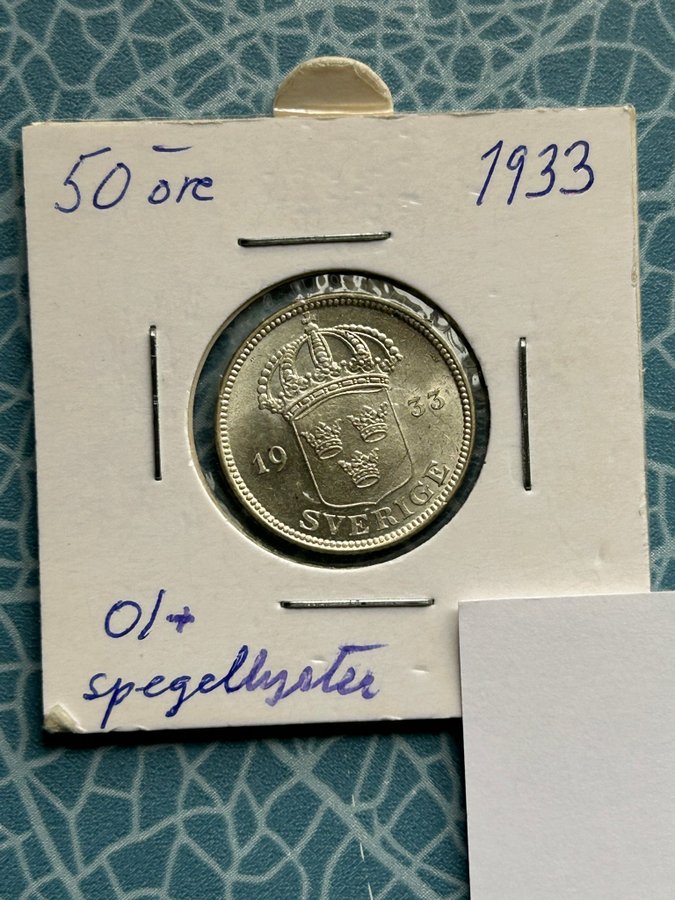 50 öre 1933
19 33
SVERIGE
01+
spegellyster